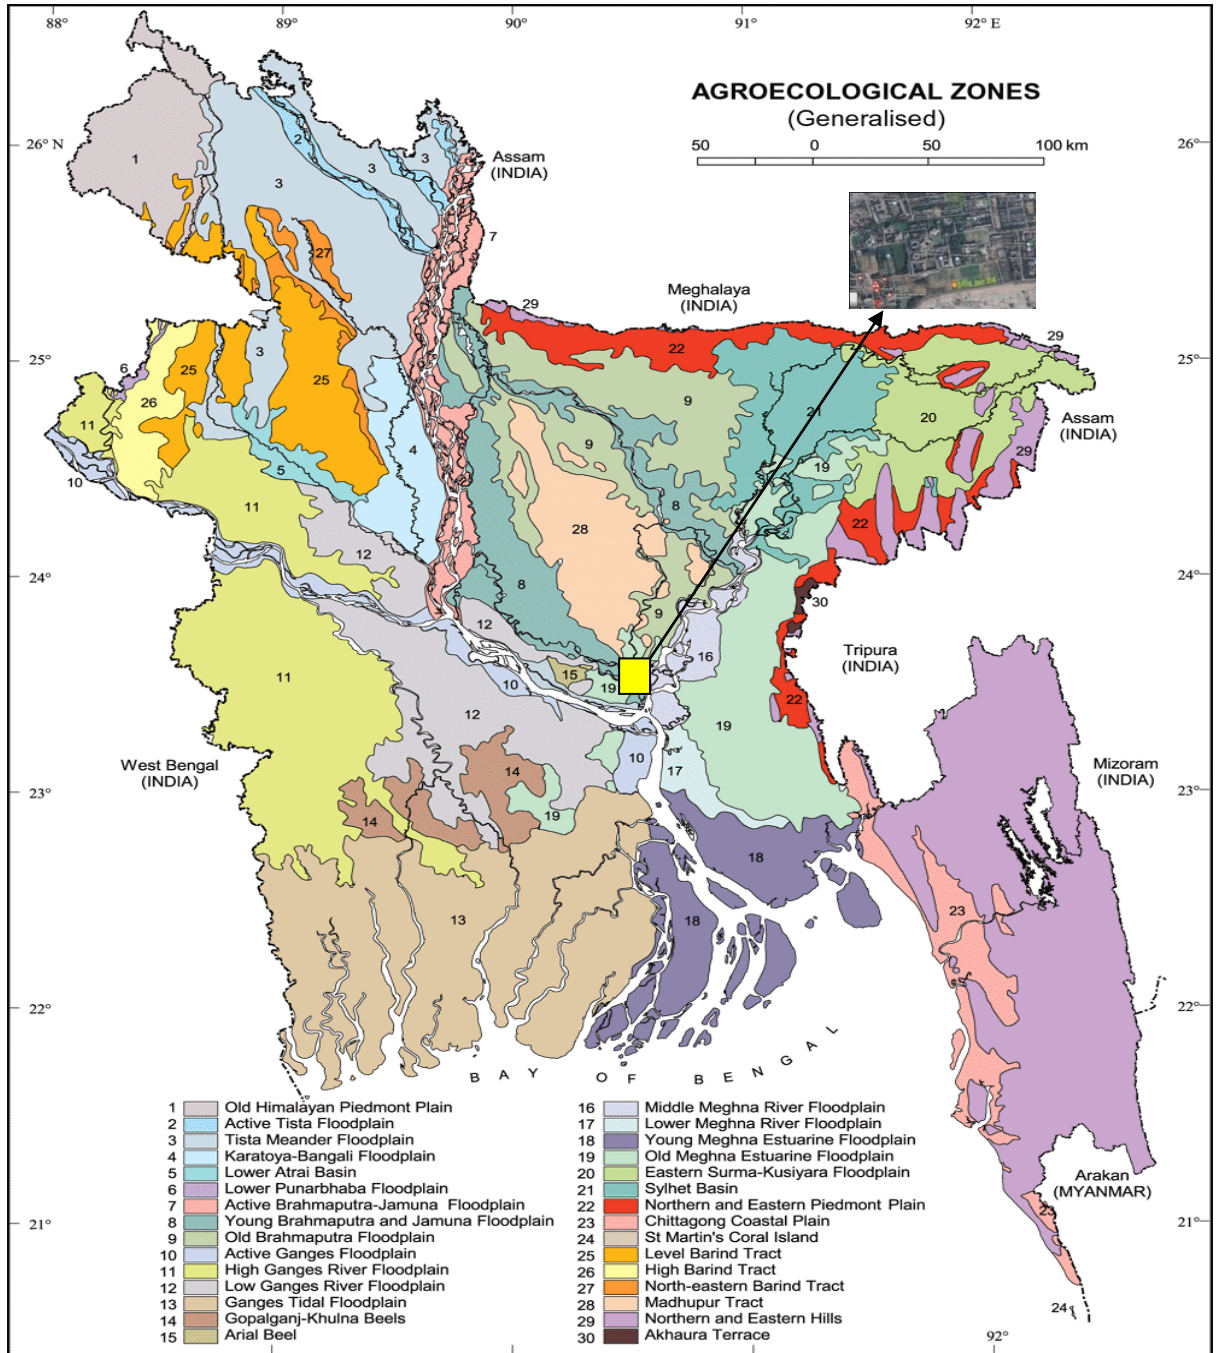 88°
89°
90°
91°
92° E
AGROECOLOGICAL ZONES
(Generalised)
50 0 50 100 km
26° N
26°
Assam
(INDIA)
1
2
3
3
3
7
27
Meghalaya
(INDIA)
29
29
25°
25°
22
6
3
25
25
26
9
21
20
Assam
(INDIA)
11
4
9
19
29
10
5
11
8
28
22
12
24°
24°
8
30
12
9
Tripura
(INDIA)
16
15
11
10
19
22
12
19
West Bengal
(INDIA)
10
17
14
Mizoram
(INDIA)
23°
23°
14
19
18
13
18
23
22°
22°
BAY OF BENGAL
1 Old Himalayan Piedmont Plain
2 Active Tista Floodplain
3 Tista Meander Floodplain
4 Karatoya-Bangali Floodplain
5 Lower Atrai Basin
6 Lower Punarbhaba Floodplain
7 Active Brahmaputra-Jamuna Floodplain
8 Young Brahmaputra and Jamuna Floodplain
9 Old Brahmaputra Floodplain
10 Active Ganges Floodplain
11 High Ganges River Floodplain
12 Low Ganges River Floodplain
13 Ganges Tidal Floodplain
14 Gopalganj-Khulna Beels
15 Arial Beel
16 Middle Meghna River Floodplain
17 Lower Meghna River Floodplain
18 Young Meghna Estuarine Floodplain
19 Old Meghna Estuarine Floodplain
20 Eastern Surma-Kusiyara Floodplain
21 Sylhet Basin
22 Northern and Eastern Piedmont Plain
23 Chittagong Coastal Plain
24 St Martin's Coral Island
25 Level Barind Tract
26 High Barind Tract
27 North-eastern Barind Tract
28 Madhupur Tract
29 Northern and Eastern Hills
30 Akhaura Terrace
Arakan
(MYANMAR)
23
21°
21°
24
92°